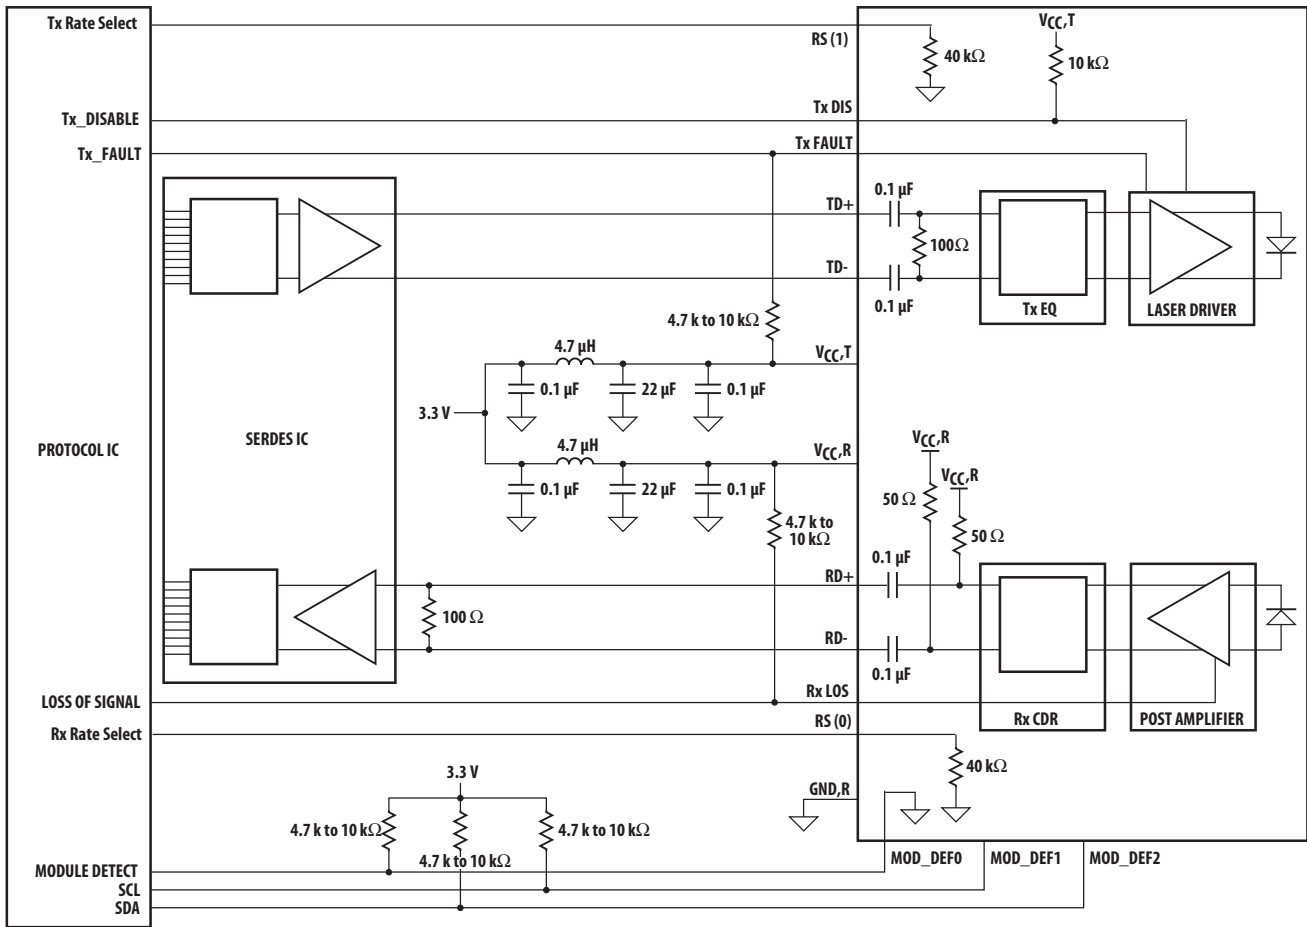 Tx Rate Select
RS (1)
VCC,T
40 kΩ
10 kΩ
Tx_DISABLE
Tx DIS
Tx_FAULT
Tx FAULT
0.1 µF
TD+
100Ω
TD-
0.1 µF
Tx EQ
LASER DRIVER
4.7 k to 10 kΩ
4.7 µH
VCC,T
0.1 µF
22 µF
0.1 µF
3.3 V
PROTOCOL IC
SERDES IC
4.7 µH
VCC,R
0.1 µF
22 µF
0.1 µF
VCC,R
VCC,R
50 Ω
50 Ω
4.7 k to
10 kΩ
0.1 µF
RD+
100 Ω
RD-
0.1 µF
Rx CDR
POST AMPLIFIER
LOSS OF SIGNAL
Rx LOS
Rx Rate Select
RS (0)
40 kΩ
3.3 V
GND,R
4.7 k to 10 kΩ
4.7 k to 10 kΩ
4.7 k to 10 kΩ
MODULE DETECT
MOD_DEF0
MOD_DEF1
MOD_DEF2
SCL
SDA